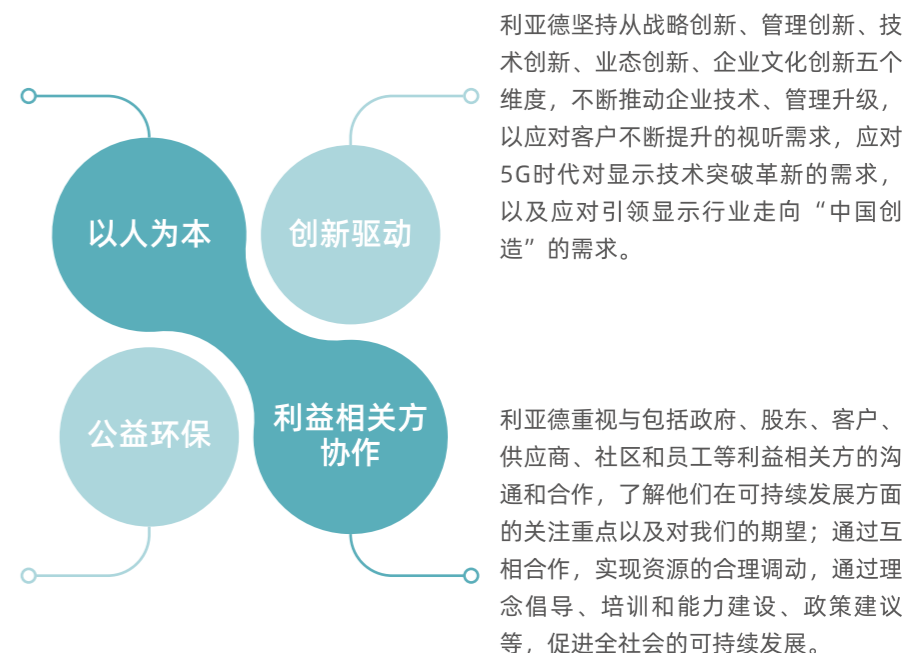 以人为本
创新驱动
公益环保
利益相关方
协作
利亚德坚持从战略创新、管理创新、技
术创新、业态创新、企业文化创新五个
维度，不断推动企业技术、管理升级，
以应对客户不断提升的视听需求，应对
5G时代对显示技术突破革新的需求，
以及应对引领显示行业走向“中国创
造”的需求。
利亚德重视与包括政府、股东、客户、
供应商、社区和员工等利益相关方的沟
通和合作，了解他们在可持续发展方面
的关注重点以及对我们的期望；通过互
相合作，实现资源的合理调动，通过理
念倡导、培训和能力建设、政策建议
等，促进全社会的可持续发展。